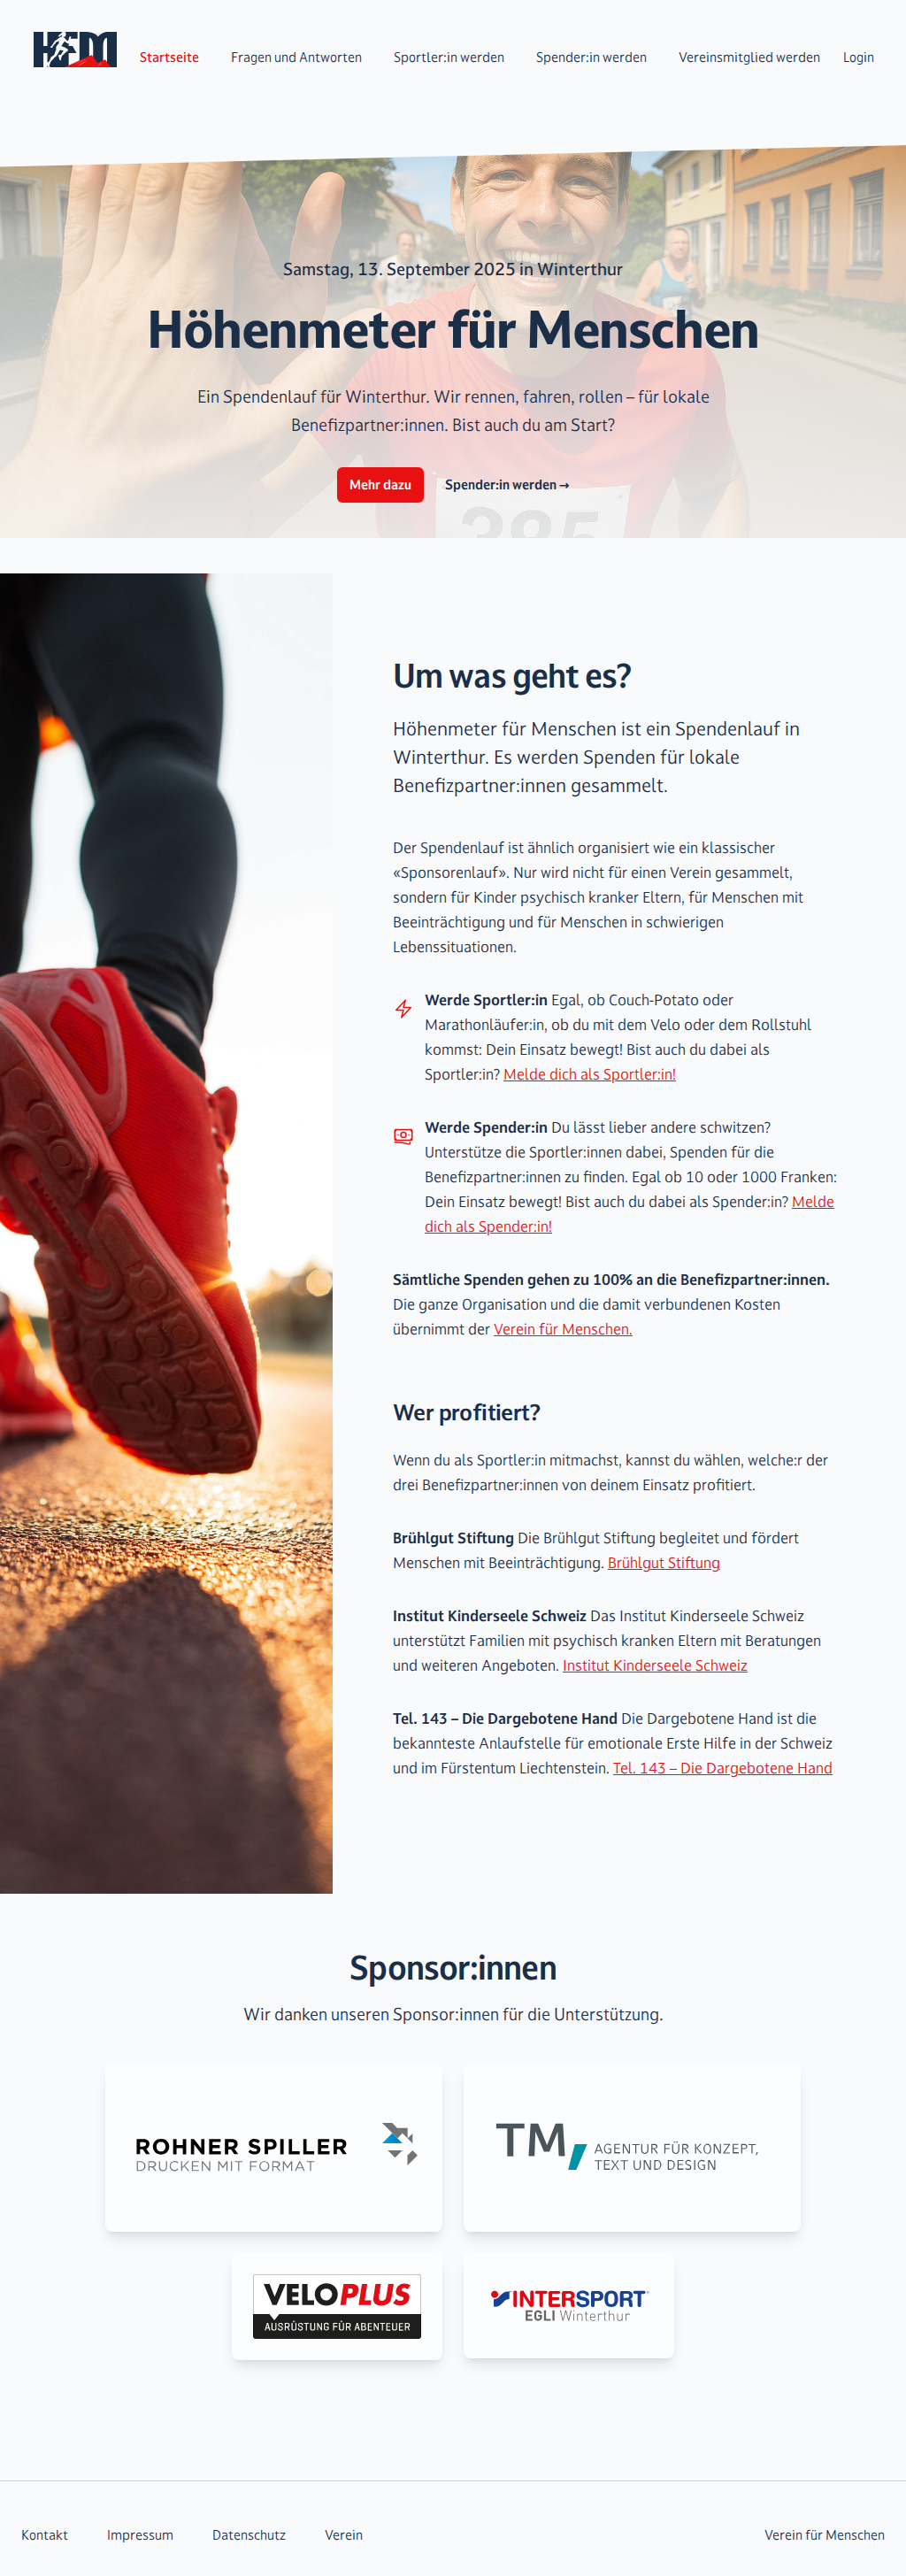 HFM
Startseite
Fragen und Antworten
Sportler:in werden
Spender:in werden
Vereinsmitglied werden
Login
Samstag, 13. September 2025 in Winterthur
Höhenmeter für Menschen
Ein Spendenlauf für Winterthur. Wir rennen, fahren, rollen – für lokale
Benefizpartner:innen. Bist auch du am Start?
Mehr dazu
Spender:in werden →
385
Um was geht es?
Höhenmeter für Menschen ist ein Spendenlauf in
Winterthur. Es werden Spenden für lokale
Benefizpartner:innen gesammelt.
Der Spendenlauf ist ähnlich organisiert wie ein klassischer
«Sponsorenlauf». Nur wird nicht für einen Verein gesammelt,
sondern für Kinder psychisch kranker Eltern, für Menschen mit
Beeinträchtigung und für Menschen in schwierigen
Lebenssituationen.
Werde Sportler:in Egal, ob Couch-Potato oder
Marathonläufer:in, ob du mit dem Velo oder dem Rollstuhl
kommst: Dein Einsatz bewegt! Bist auch du dabei als
Sportler:in? Melde dich als Sportler:in!
Werde Spender:in Du lässt lieber andere schwitzen?
Unterstütze die Sportler:innen dabei, Spenden für die
Benefizpartner:innen zu finden. Egal ob 10 oder 1000 Franken:
Dein Einsatz bewegt! Bist auch du dabei als Spender:in? Melde
dich als Spender:in!
Sämtliche Spenden gehen zu 100% an die Benefizpartner:innen.
Die ganze Organisation und die damit verbundenen Kosten
übernimmt der Verein für Menschen.
Wer profitiert?
Wenn du als Sportler:in mitmachst, kannst du wählen, welche:r der
drei Benefizpartner:innen von deinem Einsatz profitiert.
Brühlgut Stiftung Die Brühlgut Stiftung begleitet und fördert
Menschen mit Beeinträchtigung. Brühlgut Stiftung
Institut Kinderseele Schweiz Das Institut Kinderseele Schweiz
unterstützt Familien mit psychisch kranken Eltern mit Beratungen
und weiteren Angeboten. Institut Kinderseele Schweiz
Tel. 143 – Die Dargebotene Hand Die Dargebotene Hand ist die
bekannteste Anlaufstelle für emotionale Erste Hilfe in der Schweiz
und im Fürstentum Liechtenstein. Tel. 143 – Die Dargebotene Hand
Sponsor:innen
Wir danken unseren Sponsor:innen für die Unterstützung.
ROHNER SPILLER
DRUCKEN MIT FORMAT
TM,
AGENTUR FÜR KONZEPT,
TEXT UND DESIGN
VELOPLUS
AUSRÜSTUNG FÜR ABENTEUER
INTERSPORT
EGLI Winterthur
Kontakt
Impressum
Datenschutz
Verein
Verein für Menschen